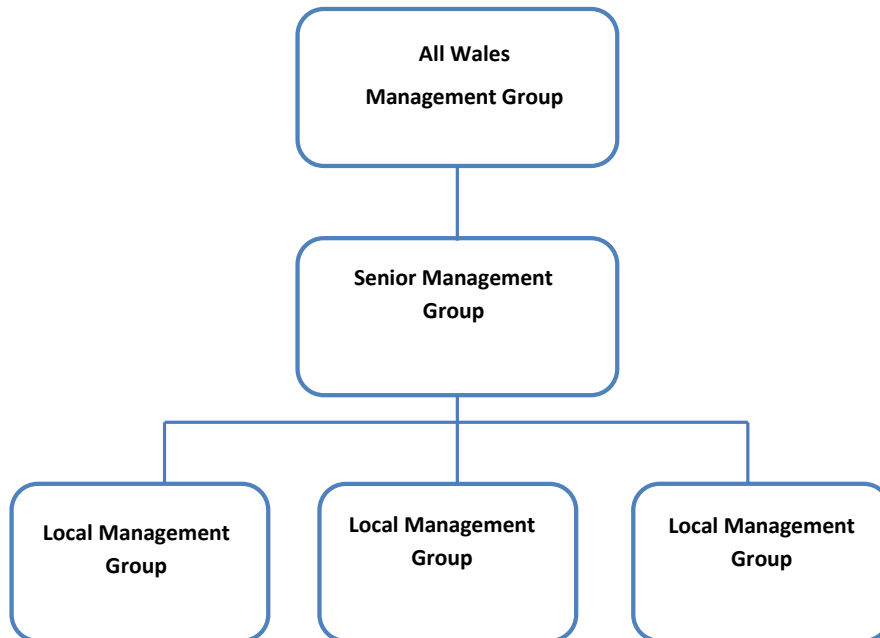 All Wales
Management Group
Senior Management
Group
Local Management
Group
Local Management
Group
Local Management
Group